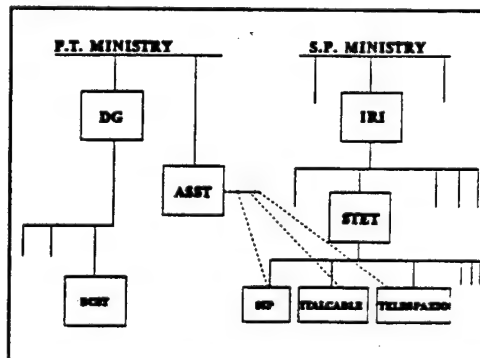 P.T. MINISTRY
S.P. MINISTRY
DG
IRI
ASST
STET
DCST
SIP
ITALCABLE
TELESPAZIO